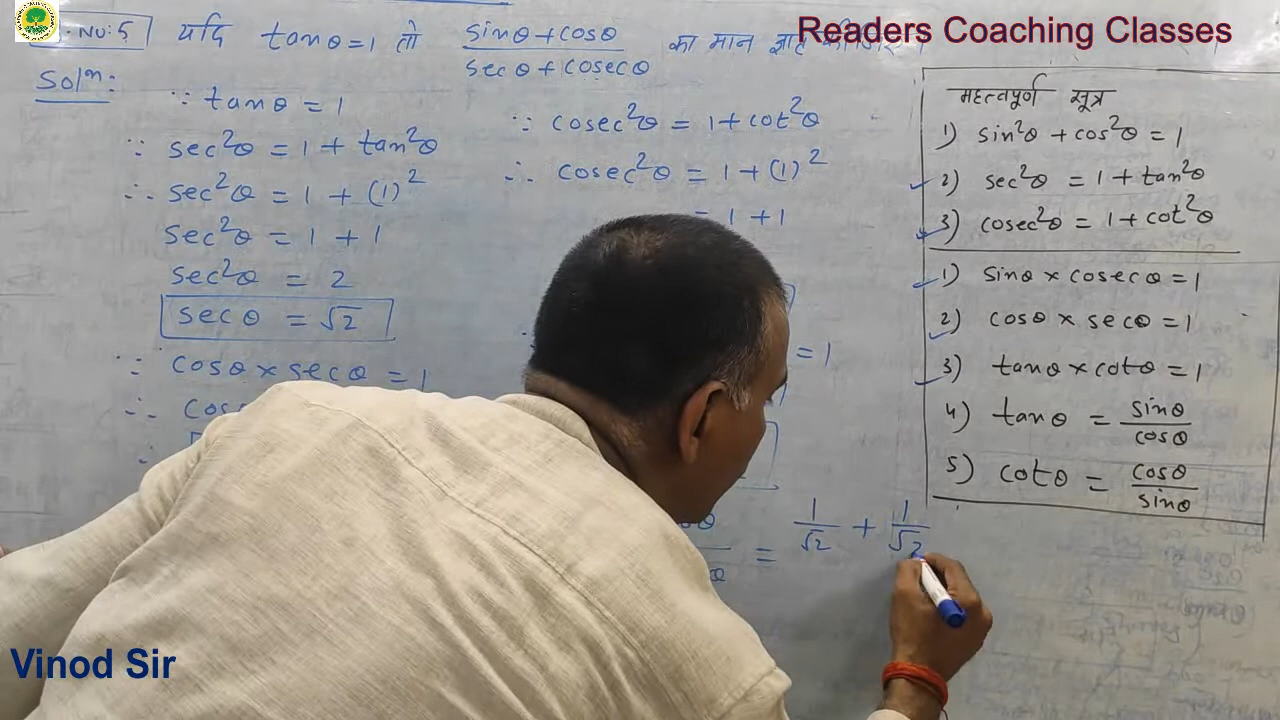 Readers Coaching Classes
. NO: 5 यदि tanθ = 1 तो (sinθ + cosθ)/(secθ + cosecθ) का मान ज्ञात
Solⁿ:
∵ tanθ = 1
∵ sec²θ = 1 + tan²θ
∴ sec²θ = 1 + (1)²
sec²θ = 1 + 1
sec²θ = 2
secθ = √2
∵ cosθ × secθ = 1
∴ cos
∵ cosec²θ = 1 + cot²θ
∴ cosec²θ = 1 + (1)²
= 1 + 1
= 1
= 1/√2 + 1/√2
महत्वपूर्ण सूत्र
1) sin²θ + cos²θ = 1
2) sec²θ = 1 + tan²θ
3) cosec²θ = 1 + cot²θ
1) sinθ × cosecθ = 1
2) cosθ × secθ = 1
3) tanθ × cotθ = 1
4) tanθ = sinθ/cosθ
5) cotθ = cosθ/sinθ
Vinod Sir